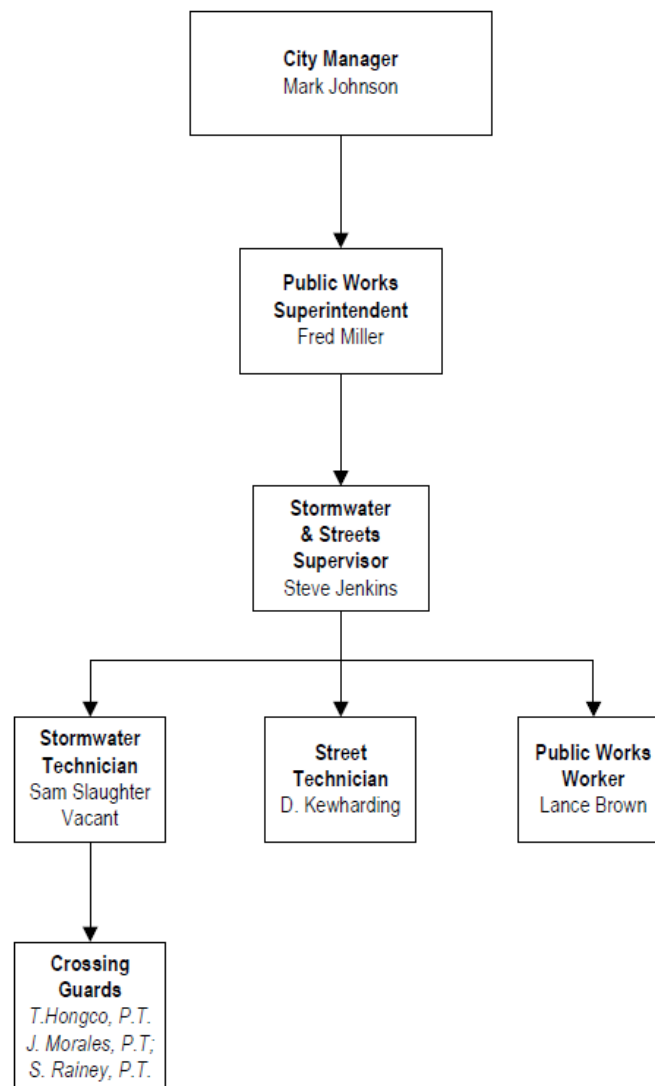 City Manager
Mark Johnson
Public Works
Superintendent
Fred Miller
Stormwater
& Streets
Supervisor
Steve Jenkins
Stormwater
Technician
Sam Slaughter
Vacant
Street
Technician
D. Kewharding
Public Works
Worker
Lance Brown
Crossing
Guards
T.Hongco, P.T.
J. Morales, P.T;
S. Rainey, P.T.